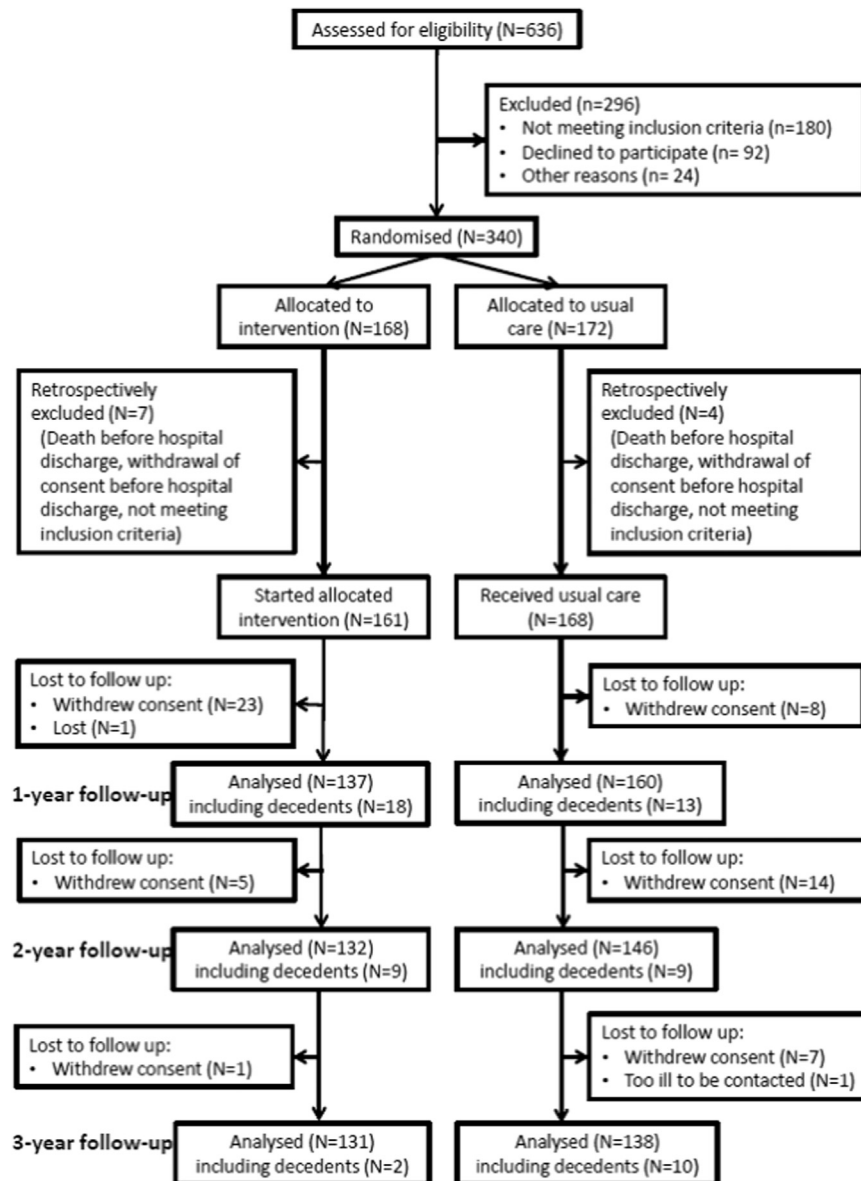 Assessed for eligibility (N=636)
Excluded (n=296)
• Not meeting inclusion criteria (n=180)
• Declined to participate (n= 92)
• Other reasons (n= 24)
Randomised (N=340)
Allocated to
intervention (N=168)
Allocated to usual
care (N=172)
Retrospectively
excluded (N=7)
(Death before hospital
discharge, withdrawal of
consent before hospital
discharge, not meeting
inclusion criteria)
Retrospectively
excluded (N=4)
(Death before hospital
discharge, withdrawal of
consent before hospital
discharge, not meeting
inclusion criteria)
Started allocated
intervention (N=161)
Received usual care
(N=168)
Lost to follow up:
• Withdrew consent (N=23)
• Lost (N=1)
Lost to follow up:
• Withdrew consent (N=8)
1-year follow-up
Analysed (N=137)
including decedents (N=18)
Analysed (N=160)
including decedents (N=13)
Lost to follow up:
• Withdrew consent (N=5)
Lost to follow up:
• Withdrew consent (N=14)
2-year follow-up
Analysed (N=132)
including decedents (N=9)
Analysed (N=146)
including decedents (N=9)
Lost to follow up:
• Withdrew consent (N=1)
Lost to follow up:
• Withdrew consent (N=7)
• Too ill to be contacted (N=1)
3-year follow-up
Analysed (N=131)
including decedents (N=2)
Analysed (N=138)
including decedents (N=10)